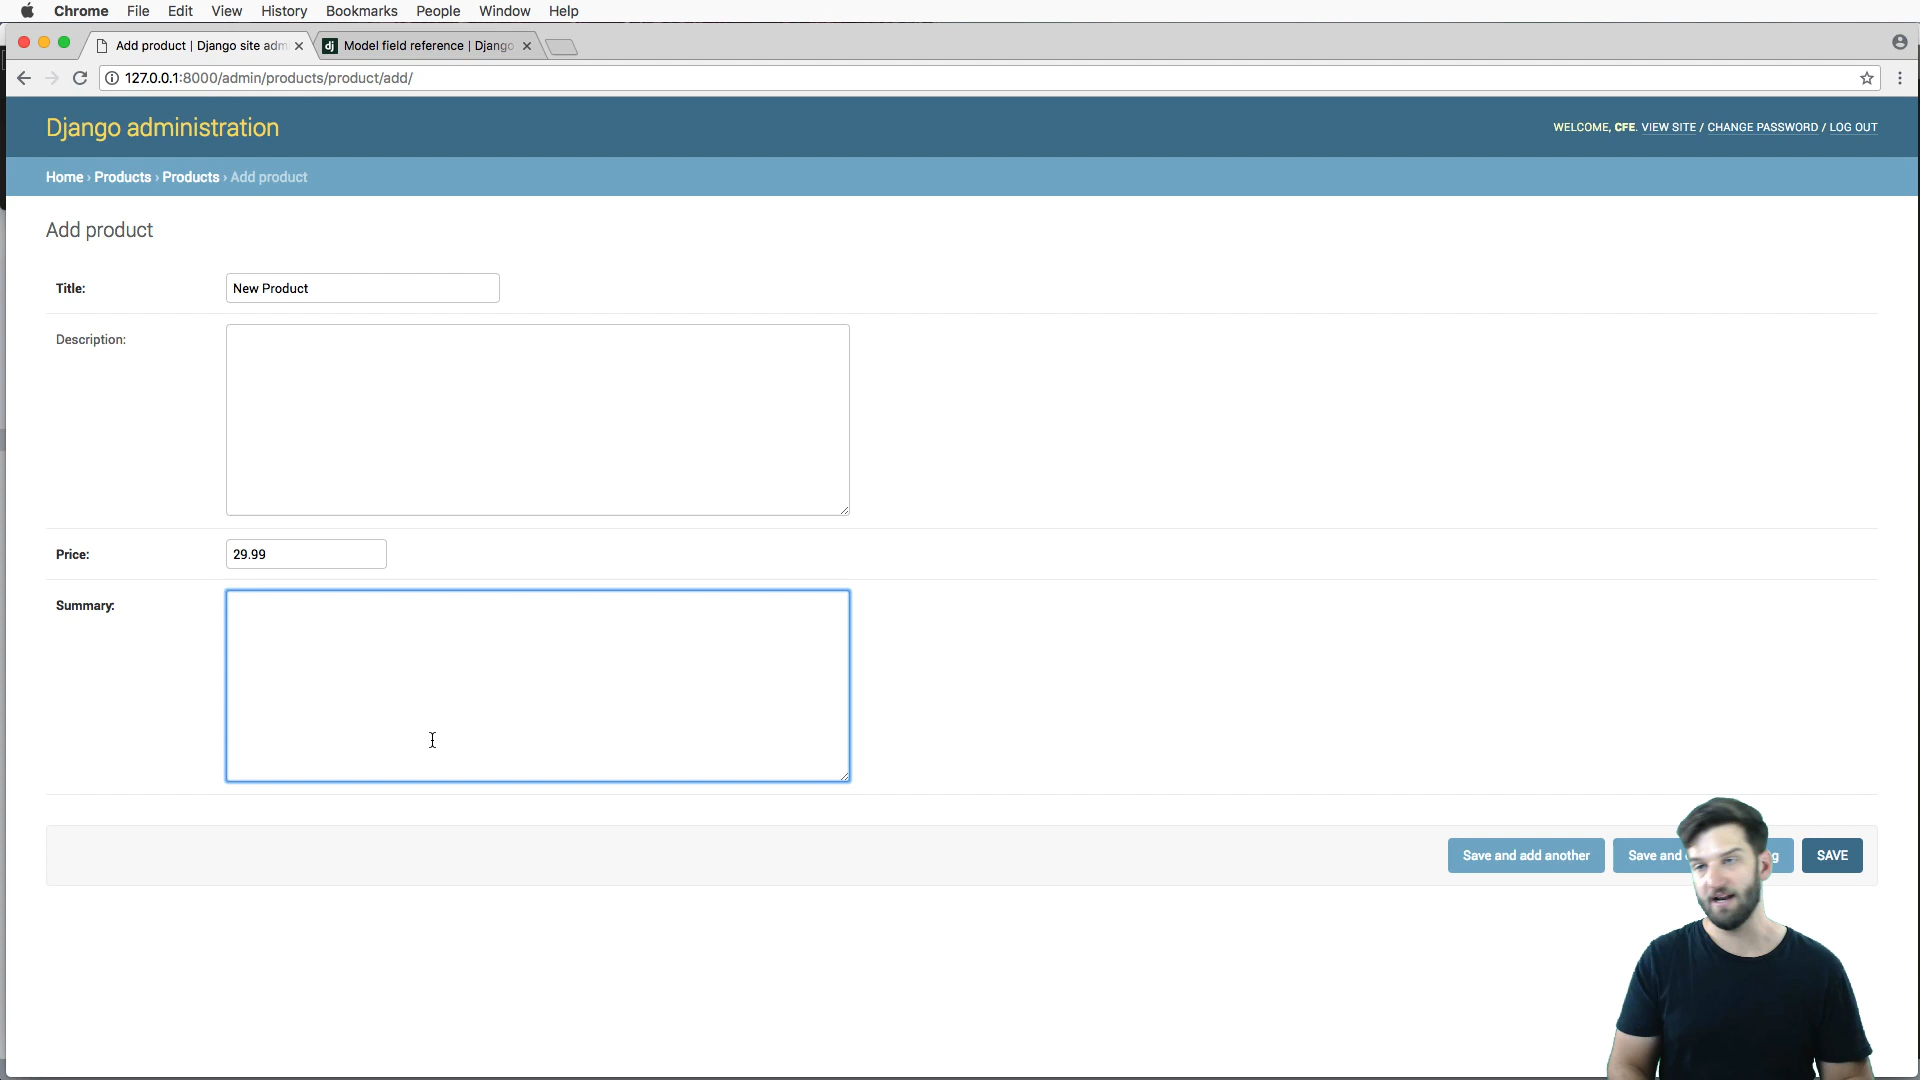 Chrome File Edit View History Bookmarks People Window Help
Add product | Django site adm
Model field reference | Django
127.0.0.1:8000/admin/products/product/add/
Django administration
WELCOME, CFE. VIEW SITE / CHANGE PASSWORD / LOG OUT
Home › Products › Products › Add product
Add product
Title: New Product
Description:
Price: 29.99
Summary:
Save and add another
Save and
SAVE